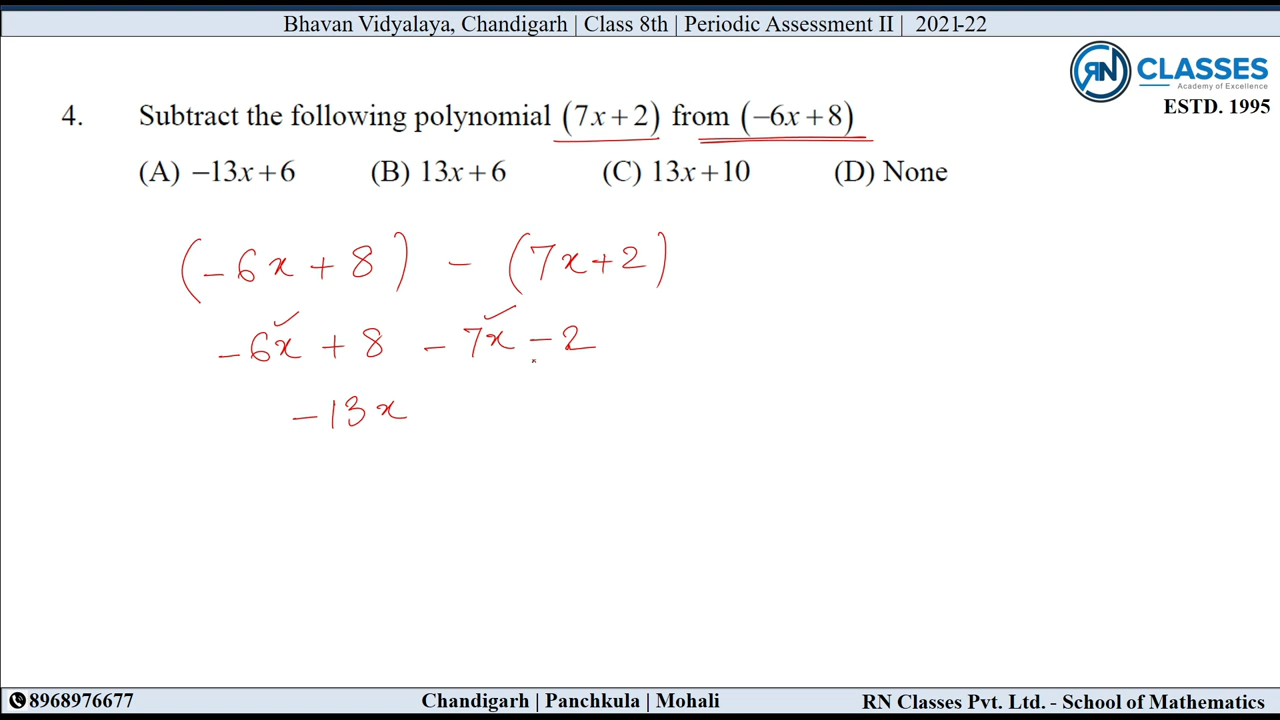 Bhavan Vidyalaya, Chandigarh | Class 8th | Periodic Assessment II | 2021-22
RN CLASSES
Academy of Excellence
ESTD. 1995
4. Subtract the following polynomial (7x+2) from (−6x+8)
(A) −13x+6 (B) 13x+6 (C) 13x+10 (D) None
(-6x+8) - (7x+2)
-6x+8 -7x-2
-13x
8968976677 Chandigarh | Panchkula | Mohali RN Classes Pvt. Ltd. - School of Mathematics